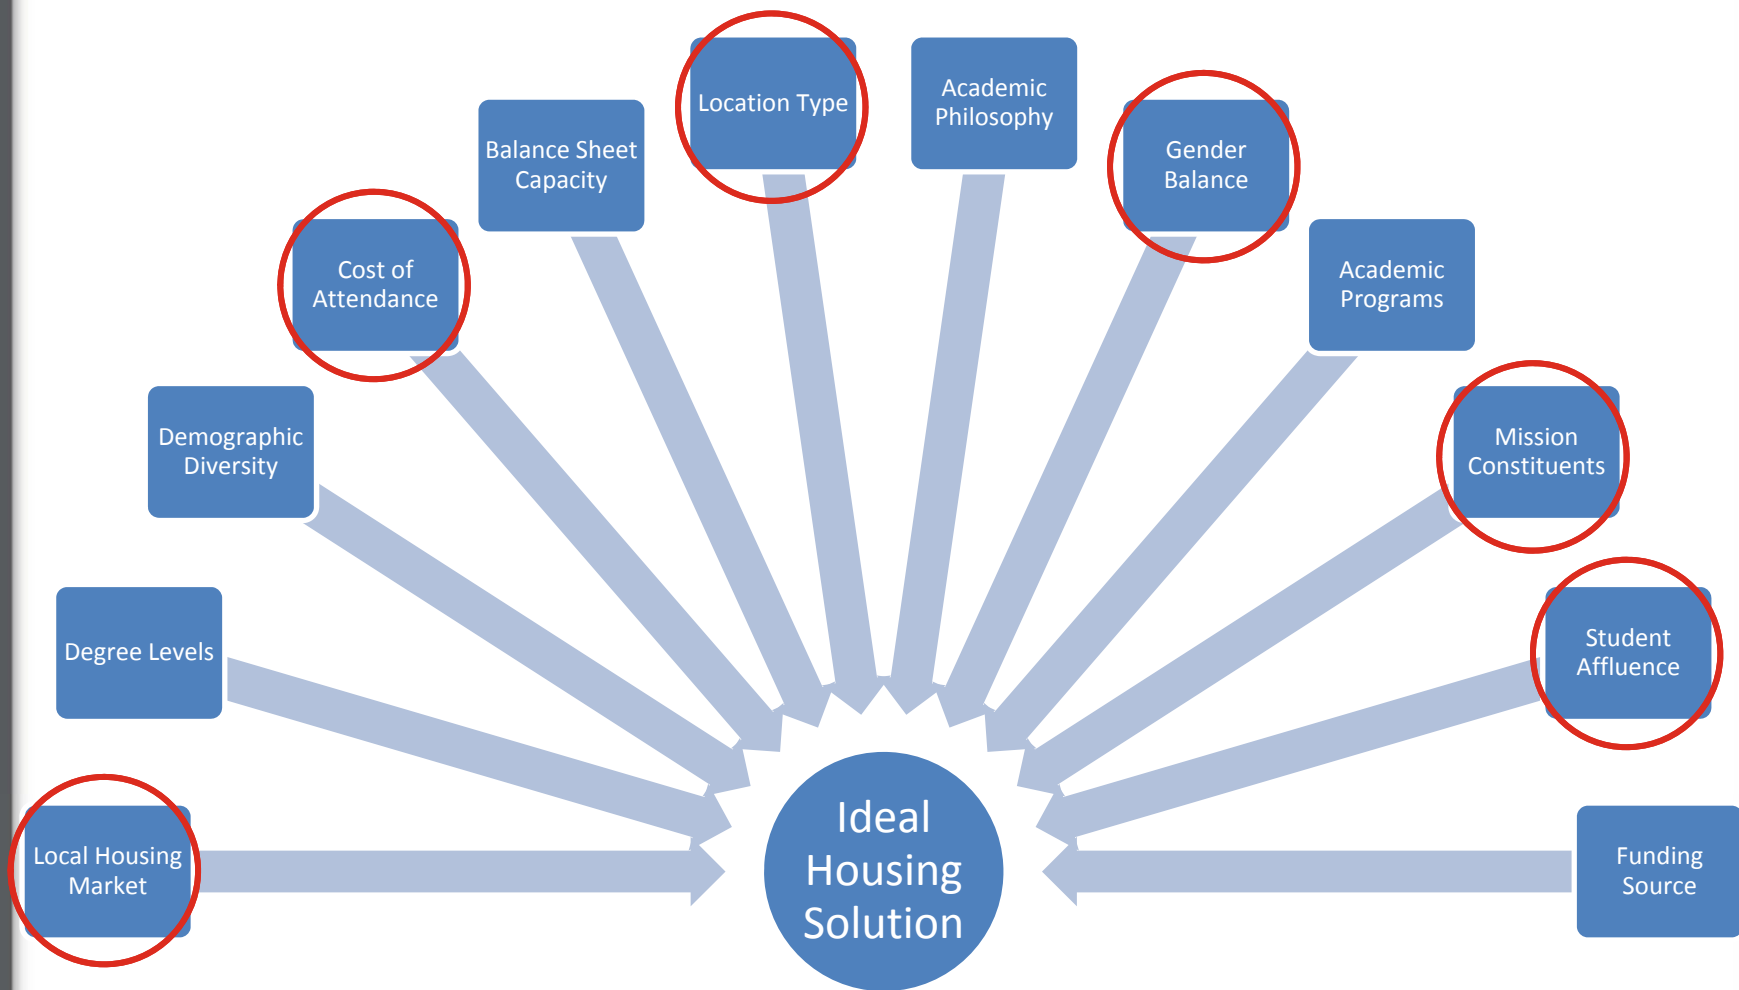 Location Type
Academic
Philosophy
Balance Sheet
Capacity
Gender
Balance
Cost of
Attendance
Academic
Programs
Demographic
Diversity
Mission
Constituents
Degree Levels
Student
Affluence
Local Housing
Market
Ideal
Housing
Solution
Funding
Source